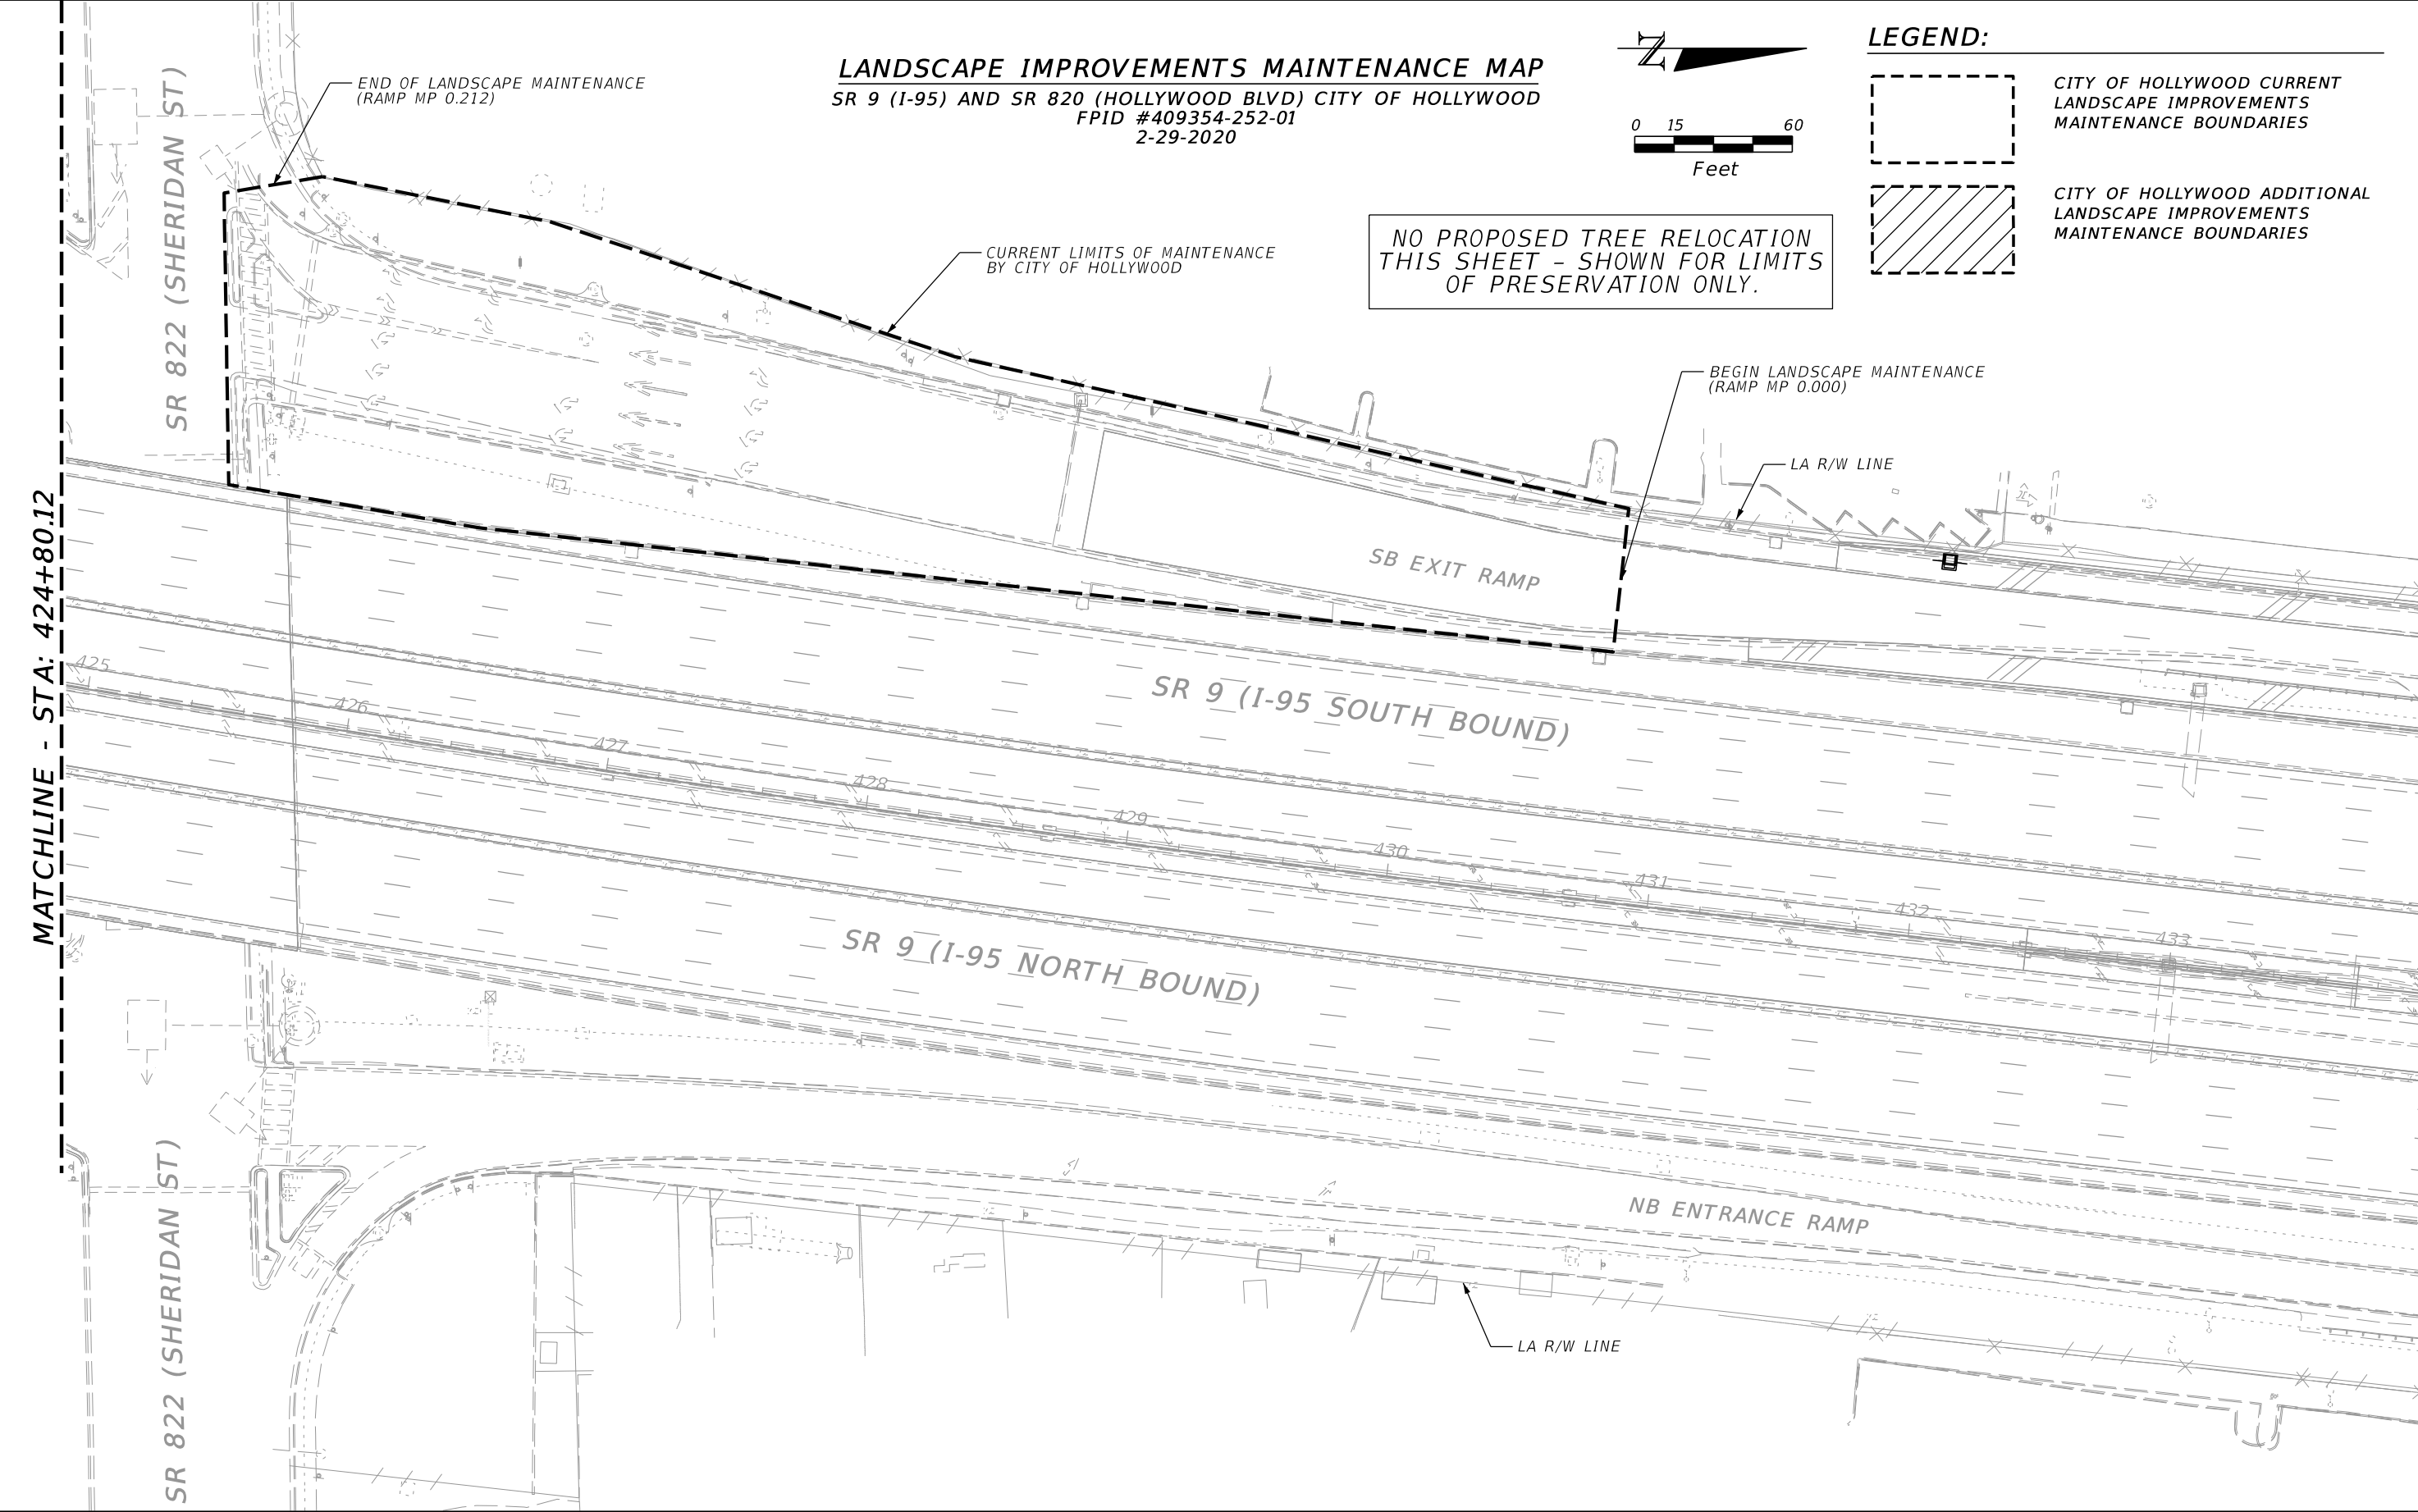 LANDSCAPE IMPROVEMENTS MAINTENANCE MAP
SR 9 (I-95) AND SR 820 (HOLLYWOOD BLVD) CITY OF HOLLYWOOD
FPID #409354-252-01
2-29-2020
N
0 15 60
Feet
LEGEND:
CITY OF HOLLYWOOD CURRENT
LANDSCAPE IMPROVEMENTS
MAINTENANCE BOUNDARIES
CITY OF HOLLYWOOD ADDITIONAL
LANDSCAPE IMPROVEMENTS
MAINTENANCE BOUNDARIES
NO PROPOSED TREE RELOCATION
THIS SHEET – SHOWN FOR LIMITS
OF PRESERVATION ONLY.
END OF LANDSCAPE MAINTENANCE
(RAMP MP 0.212)
CURRENT LIMITS OF MAINTENANCE
BY CITY OF HOLLYWOOD
BEGIN LANDSCAPE MAINTENANCE
(RAMP MP 0.000)
LA R/W LINE
SR 822 (SHERIDAN ST)
MATCHLINE - STA: 424+80.12
SB EXIT RAMP
SR 9 (I-95 SOUTH BOUND)
425
426
427
428
429
430
431
432
433
SR 9 (I-95 NORTH BOUND)
NB ENTRANCE RAMP
LA R/W LINE
SR 822 (SHERIDAN ST)